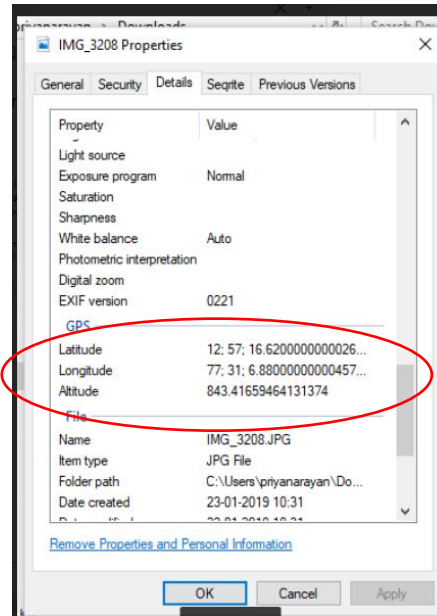 Downloads
Search Dow
IMG_3208 Properties
General Security Details Seqrite Previous Versions
Property Value
Light source
Exposure program Normal
Saturation
Sharpness
White balance Auto
Photometric interpretation
Digital zoom
EXIF version 0221
GPS
Latitude 12; 57; 16.6200000000026...
Longitude 77; 31; 6.88000000000457...
Altitude 843.41659464131374
File
Name IMG_3208.JPG
Item type JPG File
Folder path C:\Users\priyanarayan\Do...
Date created 23-01-2019 10:31
Remove Properties and Personal Information
OK Cancel Apply